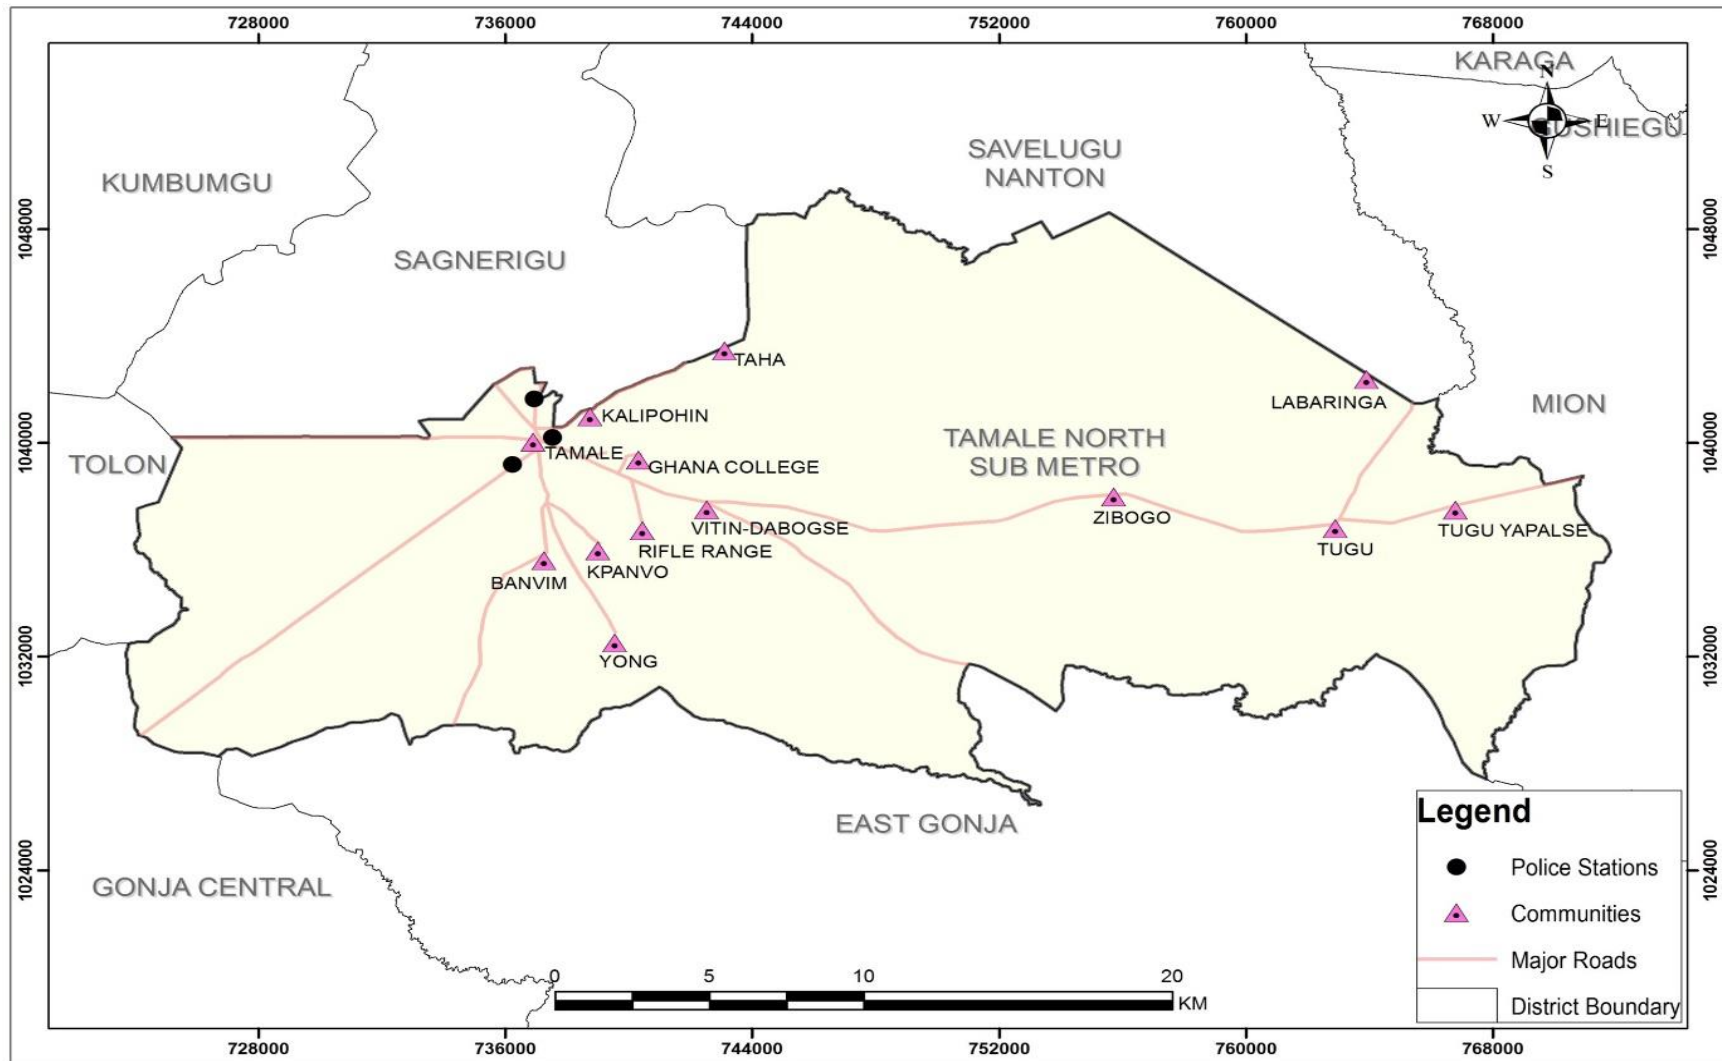 728000
736000
744000
752000
760000
768000
KARAGA
N
W
E
S
GUSHIEGU
SAVELUGU
NANTON
KUMBUMGU
1048000
1048000
SAGNERIGU
TAHA
LABARINGA
MION
KALIPOHIN
1040000
1040000
TAMALE
TAMALE NORTH
SUB METRO
TOLON
GHANA COLLEGE
ZIBOGO
VITIN-DABOGSE
TUGU YAPALSE
RIFLE RANGE
TUGU
KPANVO
BANVIM
1032000
1032000
YONG
Legend
EAST GONJA
Police Stations
1024000
1024000
GONJA CENTRAL
Communities
Major Roads
0
5
10
20
KM
District Boundary
728000
736000
744000
752000
760000
768000